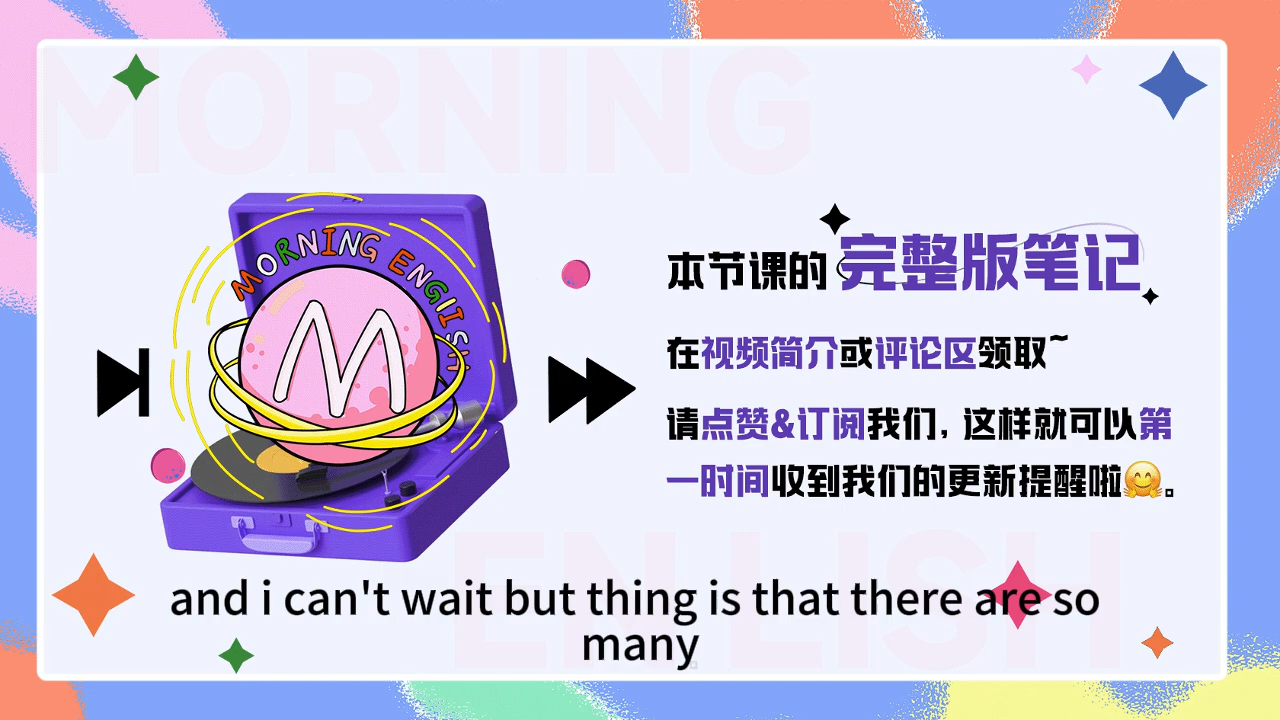 MORNING
MORNING ENGlISH
M
本节课的 完整版笔记
在视频简介或评论区领取~
请点赞&订阅我们, 这样就可以第
一时间收到我们的更新提醒啦🤗。
ENLISH
and i can't wait but thing is that there are so
many